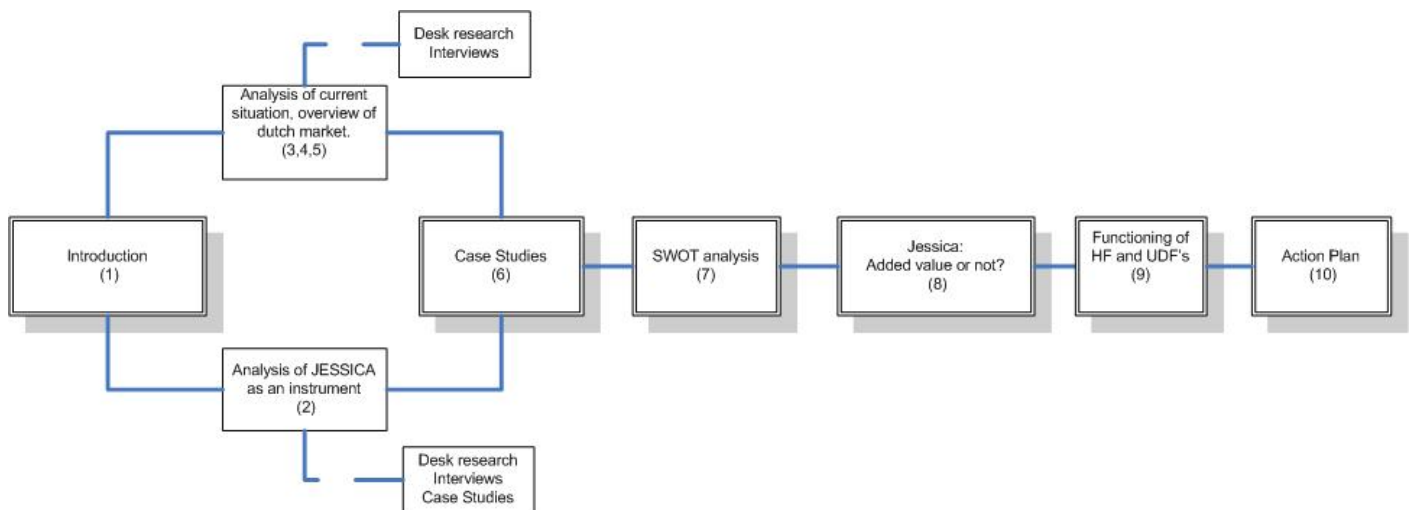 Desk research
Interviews
Analysis of current
situation, overview of
dutch market.
(3,4,5)
Introduction
(1)
Case Studies
(6)
SWOT analysis
(7)
Jessica:
Added value or not?
(8)
Functioning of
HF and UDF's
(9)
Action Plan
(10)
Analysis of JESSICA
as an instrument
(2)
Desk research
Interviews
Case Studies